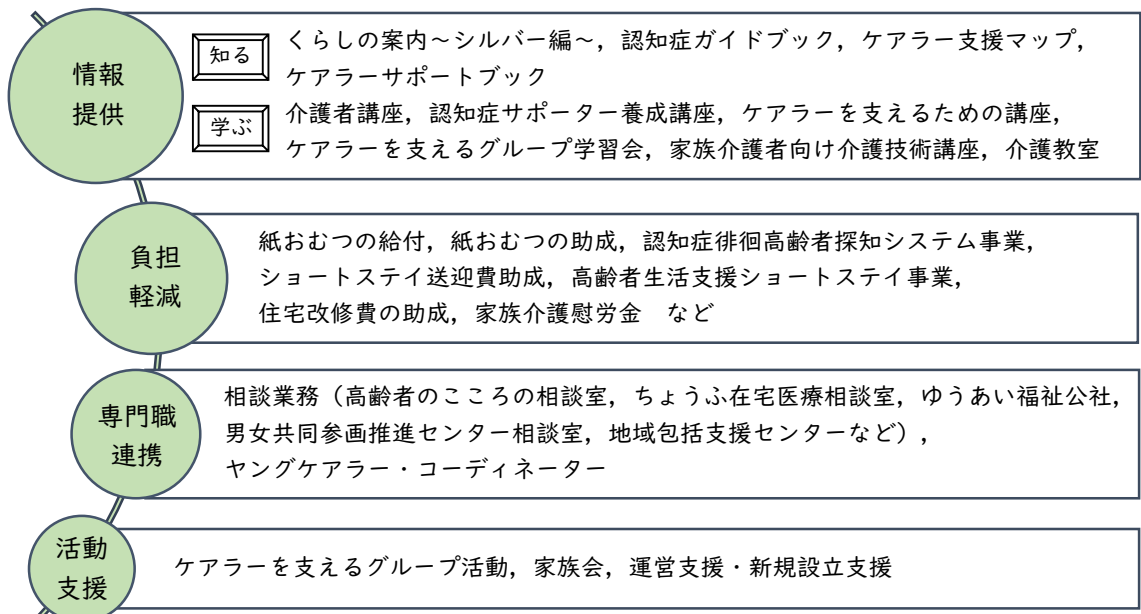 情報
提供
知る
くらしの案内~シルバー編~,認知症ガイドブック,ケアラー支援マップ,
ケアラーサポートブック
学ぶ
介護者講座,認知症サポーター養成講座,ケアラーを支えるための講座,
ケアラーを支えるグループ学習会,家族介護者向け介護技術講座,介護教室
負担
軽減
紙おむつの給付,紙おむつの助成,認知症徘徊高齢者探知システム事業,
ショートステイ送迎費助成,高齢者生活支援ショートステイ事業,
住宅改修費の助成,家族介護慰労金 など
専門職
連携
相談業務(高齢者のこころの相談室,ちょうふ在宅医療相談室,ゆうあい福祉公社,
男女共同参画推進センター相談室,地域包括支援センターなど),
ヤングケアラー・コーディネーター
活動
支援
ケアラーを支えるグループ活動,家族会,運営支援・新規設立支援